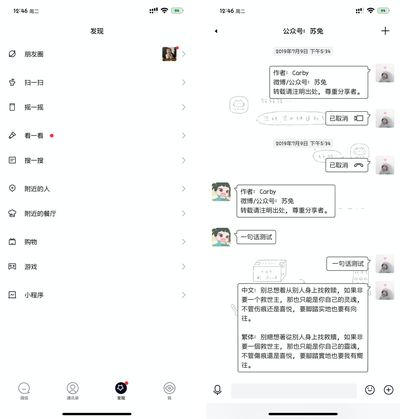 12:46 周二
发现
朋友圈
扫一扫
摇一摇
看一看
搜一搜
附近的人
附近的餐厅
购物
游戏
小程序
微信
通讯录
发现
我
12:46 周二
公众号：苏兔
2019年7月9日 下午5:34
作者：Carby
微博/公众号：苏兔
转载请注明出处，尊重分享者。
已取消
2019年7月9日 下午5:34
已取消
作者：Carby
微博/公众号：苏兔
转载请注明出处，尊重分享者。
一句话测试
一句话测试
中文：别总想着从别人身上找救赎，如果非
要一个救世主，那也只能是你自己的灵魂，
不管伤痕还是喜悦，要脚踏实地也要有向
往。
繁体：別總想著從別人身上找救贖，如果非
要一個救世主，那也只能是你自己的靈魂，
不管傷痕還是喜悅，要腳踏實地也要有嚮
往。